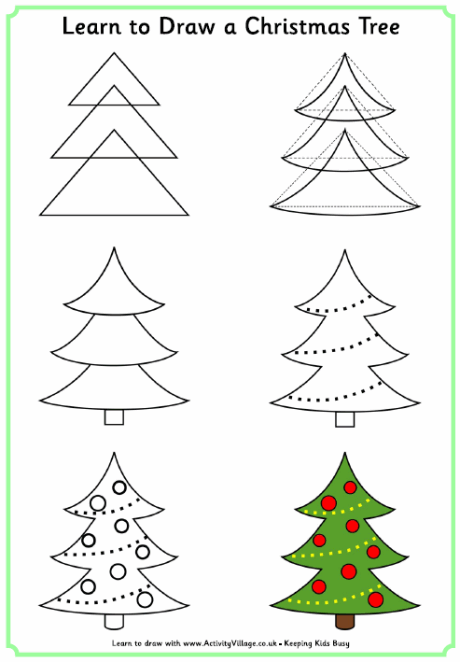 Learn to Draw a Christmas Tree
Learn to draw with www.ActivityVillage.co.uk - Keeping Kids Busy